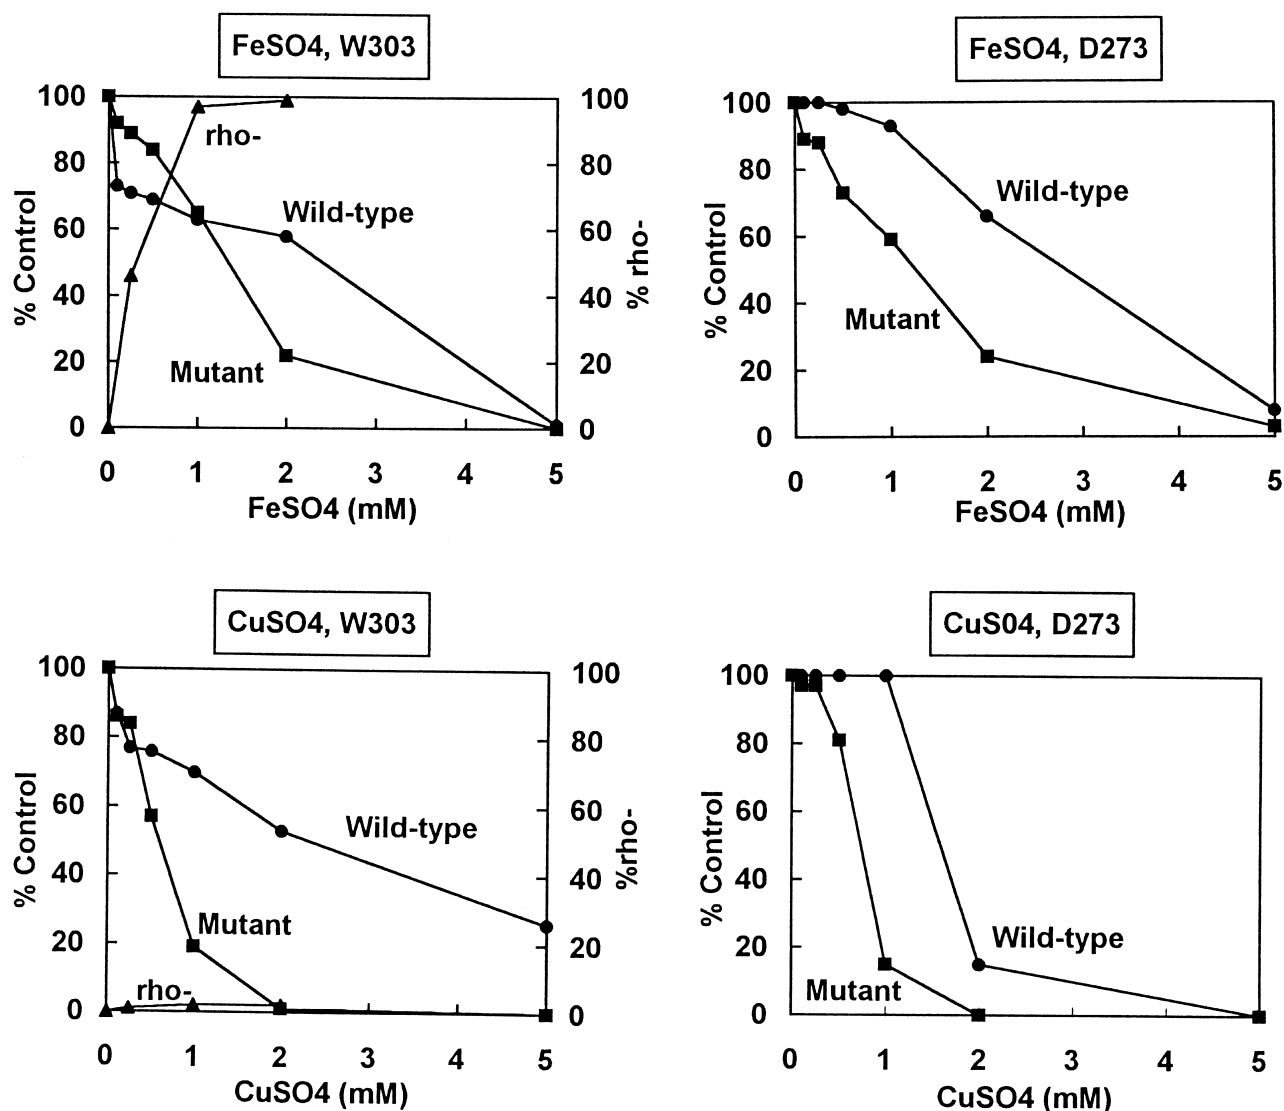 FeSO4, W303
100
80
60
40
20
0
% Control
100
80
60
40
20
0
% rho-
rho-
Wild-type
Mutant
0 1 2 3 4 5
FeSO4 (mM)
FeSO4, D273
100
80
60
40
20
0
% Control
Wild-type
Mutant
0 1 2 3 4 5
FeSO4 (mM)
CuSO4, W303
100
80
60
40
20
0
% Control
100
80
60
40
20
0
%rho-
Wild-type
Mutant
rho-
0 1 2 3 4 5
CuSO4 (mM)
CuS04, D273
100
80
60
40
20
0
% Control
Wild-type
Mutant
0 1 2 3 4 5
CuSO4 (mM)